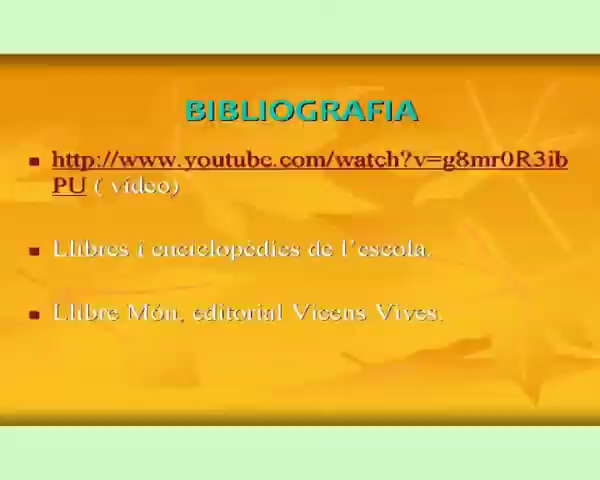 BIBLIOGRAFIA
http://www.youtube.com/watch?v=g8mr0R3ib
PU ( vídeo)
Llibres i enciclopèdies de l'escola.
Llibre Món, editorial Vicens Vives.